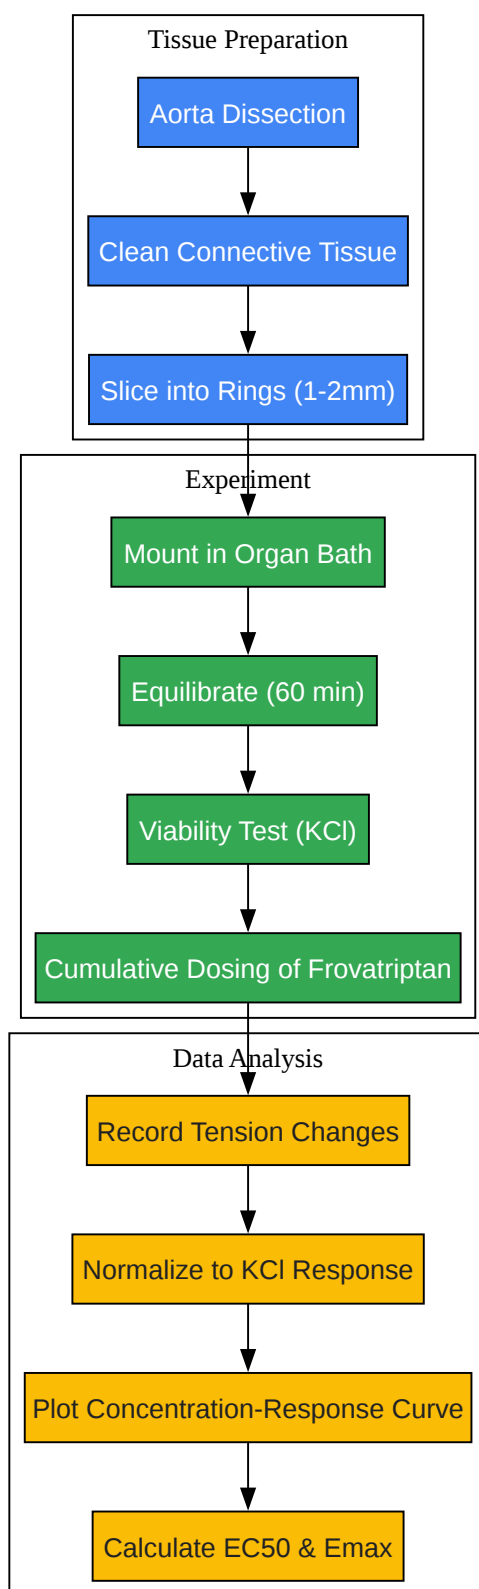 Tissue Preparation
Aorta Dissection
Clean Connective Tissue
Slice into Rings (1-2mm)
Experiment
Mount in Organ Bath
Equilibrate (60 min)
Viability Test (KCl)
Cumulative Dosing of Frovatriptan
Data Analysis
Record Tension Changes
Normalize to KCl Response
Plot Concentration-Response Curve
Calculate EC50 & Emax